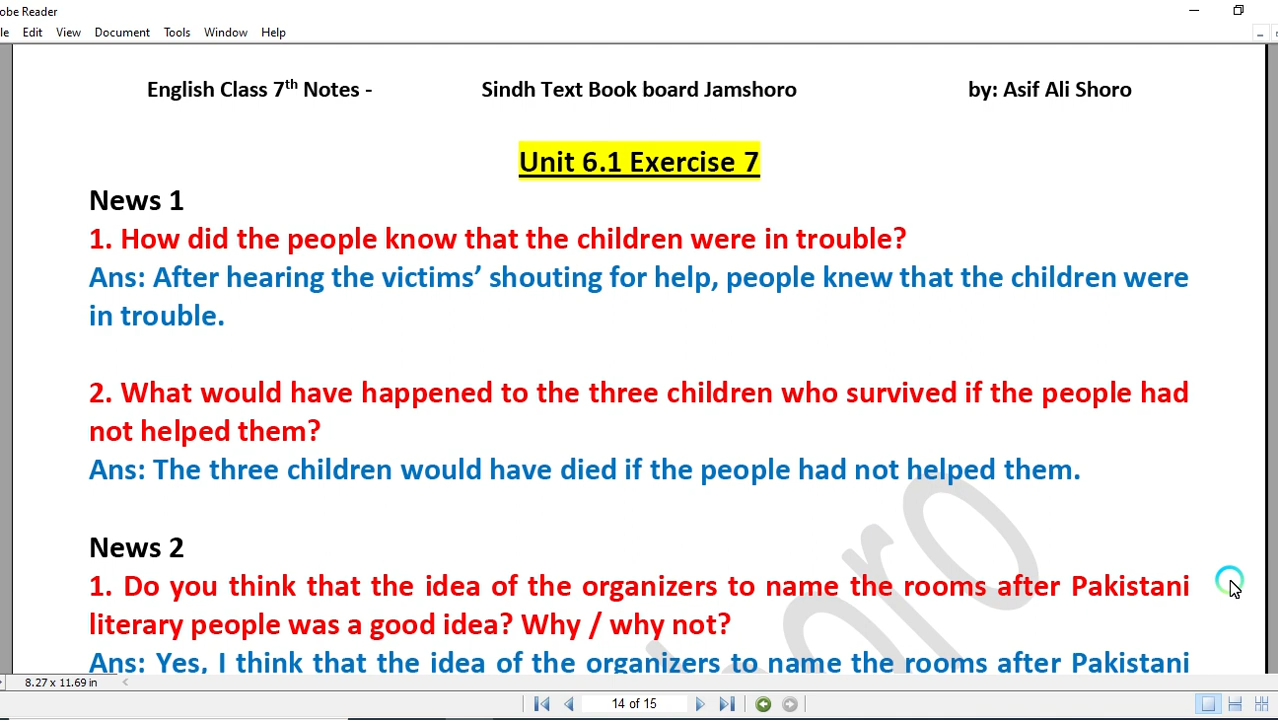 obe Reader
le Edit View Document Tools Window Help
English Class 7th Notes - Sindh Text Book board Jamshoro by: Asif Ali Shoro
Unit 6.1 Exercise 7
News 1
1. How did the people know that the children were in trouble?
Ans: After hearing the victims’ shouting for help, people knew that the children were
in trouble.
2. What would have happened to the three children who survived if the people had
not helped them?
Ans: The three children would have died if the people had not helped them.
News 2
1. Do you think that the idea of the organizers to name the rooms after Pakistani
literary people was a good idea? Why / why not?
Ans: Yes, I think that the idea of the organizers to name the rooms after Pakistani
8.27 x 11.69 in
14 of 15